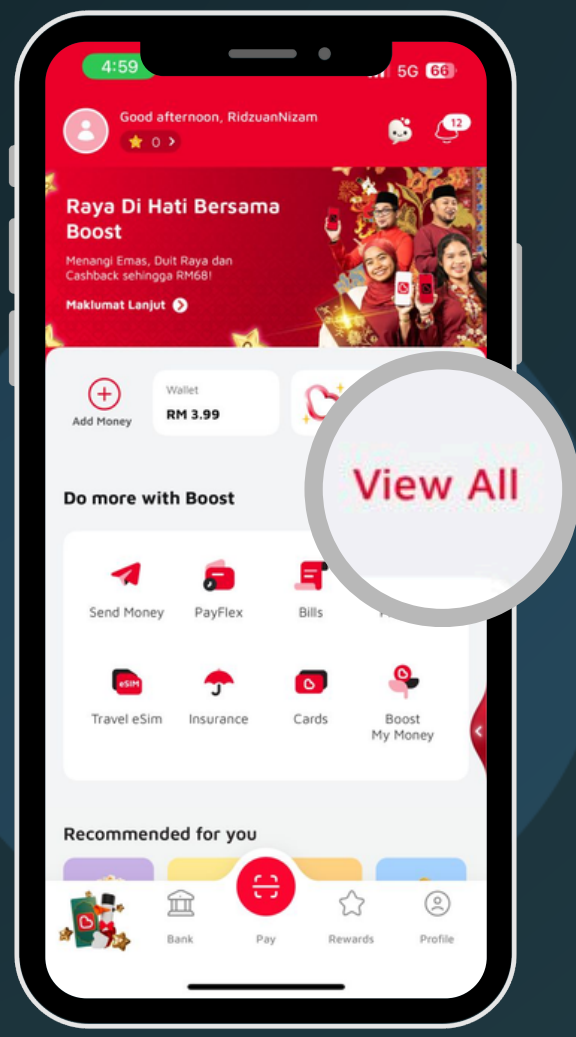 4:59
5G 66
Good afternoon, RidzuanNizam
0
12
Raya Di Hati Bersama
Boost
Menangi Emas, Duit Raya dan
Cashback sehingga RM68!
Maklumat Lanjut
Add Money
Wallet
RM 3.99
View All
Do more with Boost
Send Money
PayFlex
Bills
eSIM
Travel eSim
Insurance
Cards
Boost
My Money
Recommended for you
Bank
Pay
Rewards
Profile